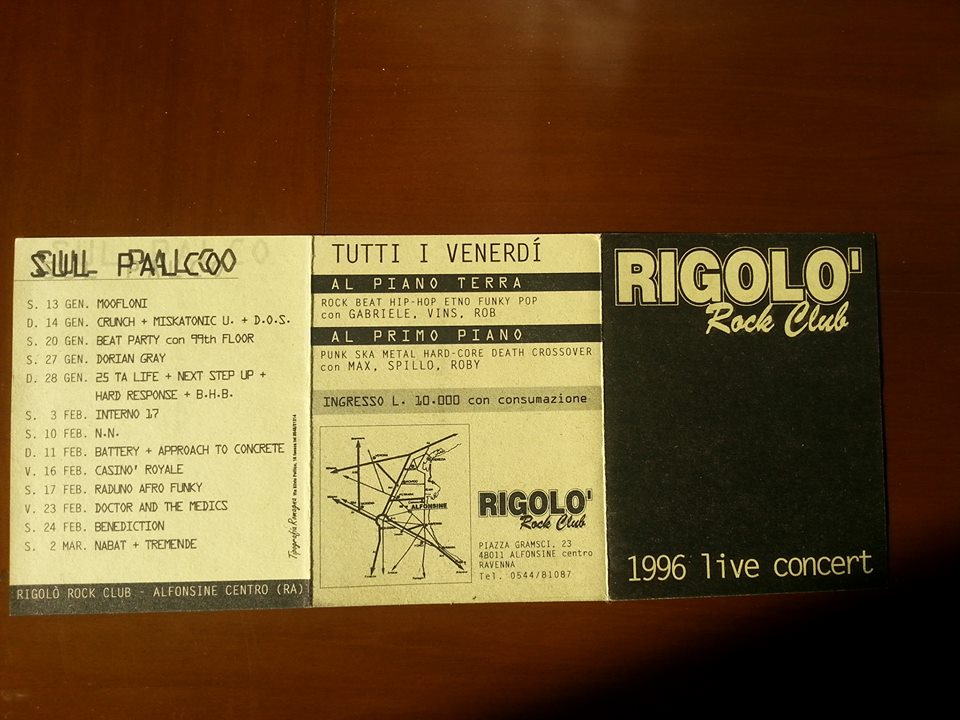 SUL PALCO
S. 13 GEN. MOOFLONI
D. 14 GEN. CRUNCH + MISKATONIC U. + D.O.S.
S. 20 GEN. BEAT PARTY con 99th FLOOR
S. 27 GEN. DORIAN GRAY
D. 28 GEN. 25 TA LIFE + NEXT STEP UP +
HARD RESPONSE + B.H.B.
S. 3 FEB. INTERNO 17
S. 10 FEB. N.N.
D. 11 FEB. BATTERY + APPROACH TO CONCRETE
V. 16 FEB. CASINO' ROYALE
S. 17 FEB. RADUNO AFRO FUNKY
V. 23 FEB. DOCTOR AND THE MEDICS
S. 24 FEB. BENEDICTION
S. 2 MAR. NABAT + TREMENDE
RIGOLÒ ROCK CLUB - ALFONSINE CENTRO (RA)
Tipografia Romagna
TUTTI I VENERDÍ
AL PIANO TERRA
ROCK BEAT HIP-HOP ETNO FUNKY POP
con GABRIELE, VINS, ROB
AL PRIMO PIANO
PUNK SKA METAL HARD-CORE DEATH CROSSOVER
con MAX, SPILLO, ROBY
INGRESSO L. 10.000 con consumazione
ALFONSINE
RIGOLO'
Rock Club
PIAZZA GRAMSCI, 23
48011 ALFONSINE centro
RAVENNA
Tel. 0544/81087
RIGOLO'
Rock Club
1996 live concert